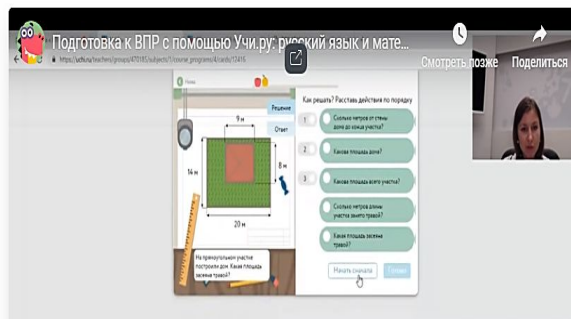 Подготовка к ВПР с помощью Учи.ру: русский язык и мате...
Смотреть позже
Поделиться
https://uchi.ru/teachers/groups/470185/subjects/1/course_programs/4/cards/12416
Назад
Решение
Ответ
9 м
14 м
8 м
20 м
На прямоугольном участке
построили дом. Какая площадь
засеяна травой?
Как решать? Расставь действия по порядку
1
Сколько метров от стены
дома до конца участка?
2
Какова площадь дома?
3
Какова площадь всего участка?
Сколько метров длины
участка занято травой?
Какая площадь засеяна
травой?
Начать сначала
Готово